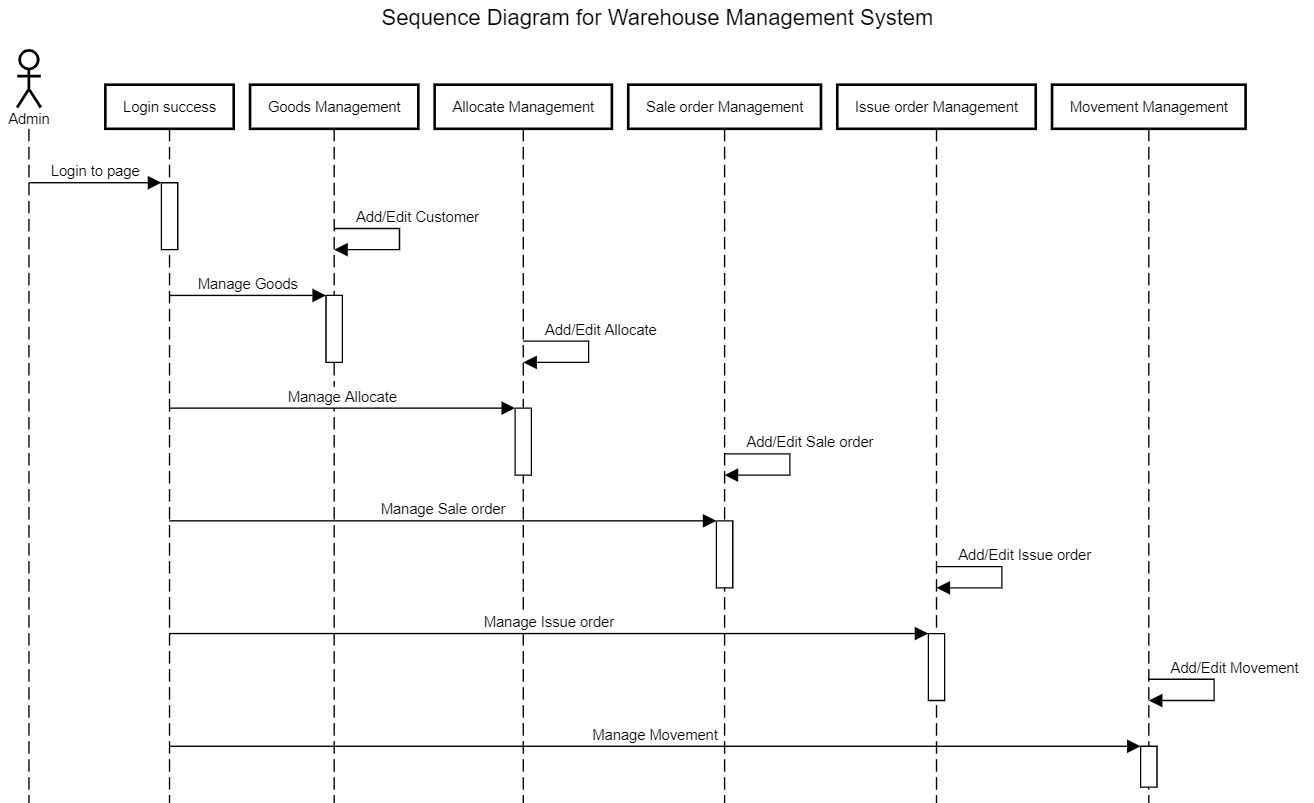 Sequence Diagram for Warehouse Management System
Admin
Login success
Goods Management
Allocate Management
Sale order Management
Issue order Management
Movement Management
Login to page
Add/Edit Customer
Manage Goods
Add/Edit Allocate
Manage Allocate
Add/Edit Sale order
Manage Sale order
Add/Edit Issue order
Manage Issue order
Add/Edit Movement
Manage Movement